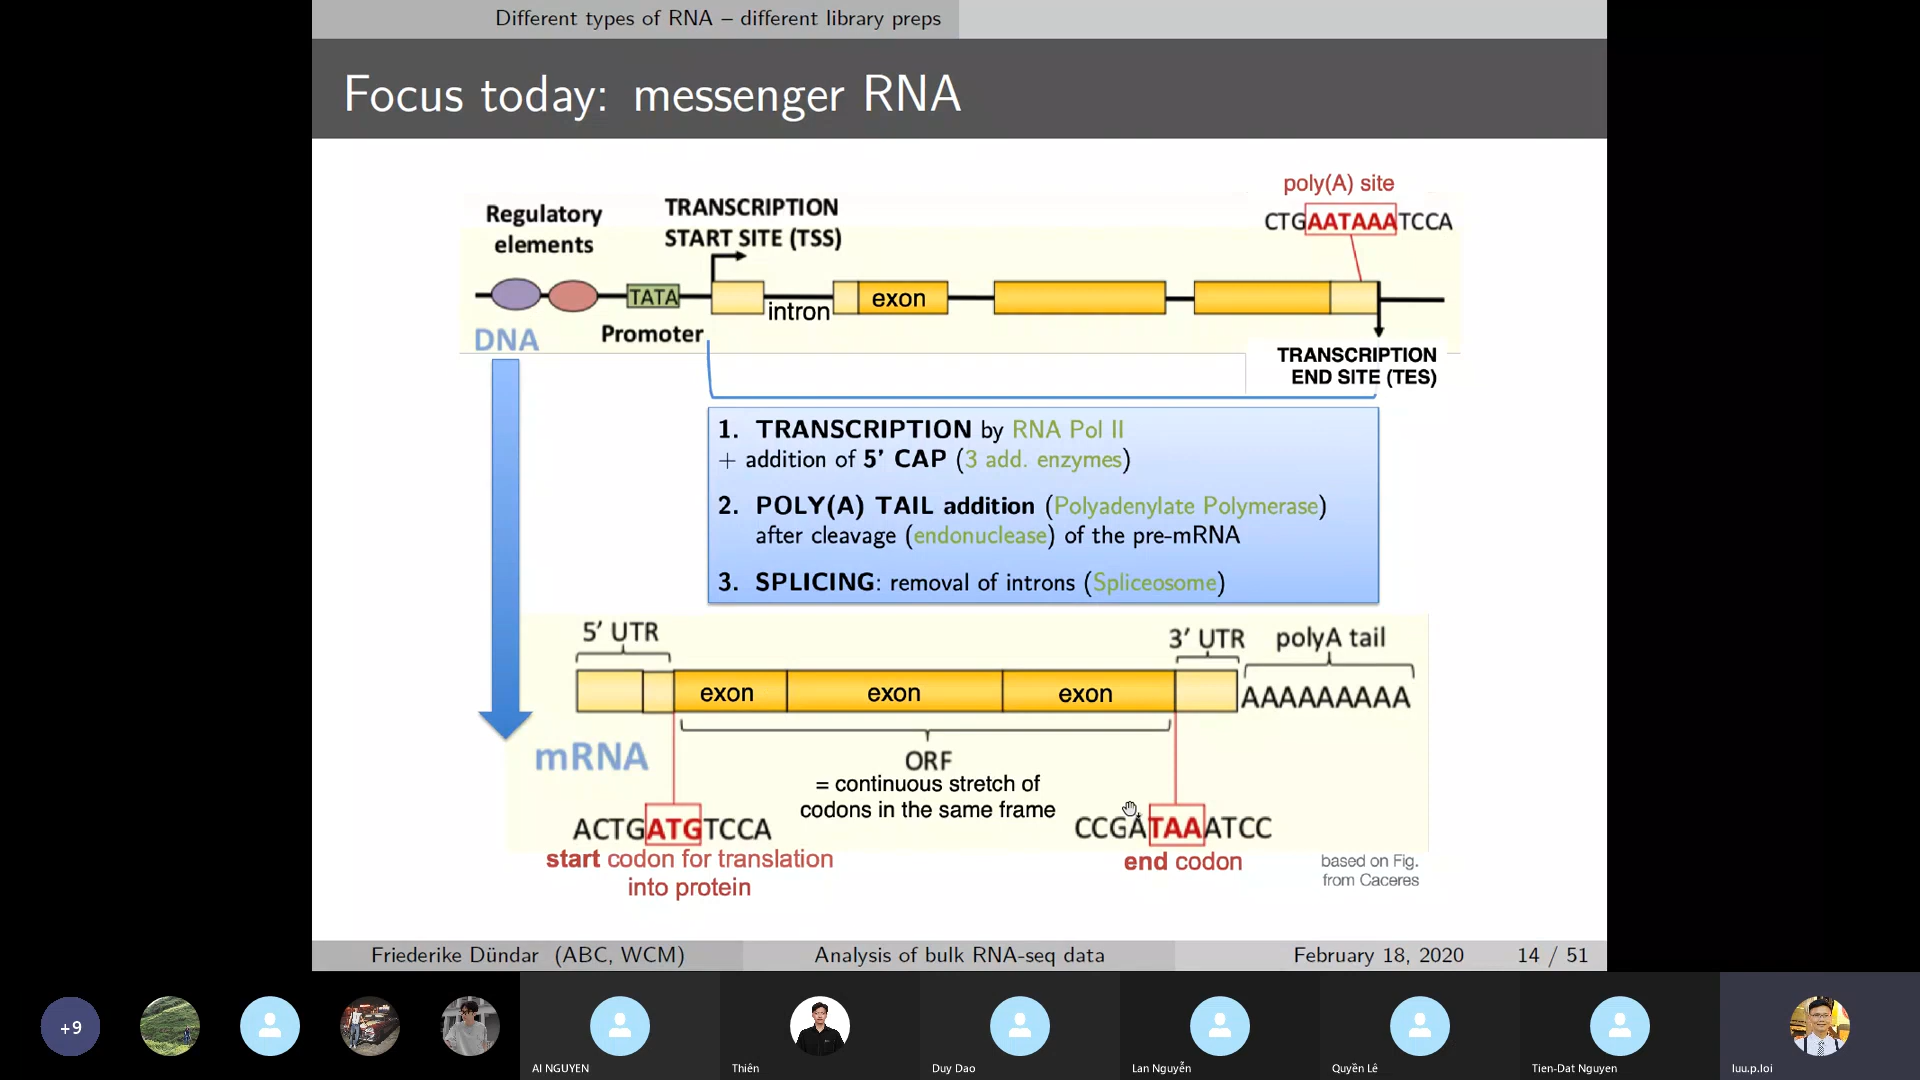 Different types of RNA – different library preps
Focus today: messenger RNA
poly(A) site
CTGAATAAATCCA
Regulatory
elements
TRANSCRIPTION
START SITE (TSS)
TATA
intron
exon
DNA
Promoter
TRANSCRIPTION
END SITE (TES)
1. TRANSCRIPTION by RNA Pol II
+ addition of 5' CAP (3 add. enzymes)
2. POLY(A) TAIL addition (Polyadenylate Polymerase)
after cleavage (endonuclease) of the pre-mRNA
3. SPLICING: removal of introns (Spliceosome)
5' UTR
3' UTR
polyA tail
exon
exon
exon
AAAAAAAAA
mRNA
ORF
= continuous stretch of
codons in the same frame
ACTGATGTCCA
start codon for translation
into protein
CCGATAAATCC
end codon
based on Fig.
from Caceres
Friederike Dündar (ABC, WCM)
Analysis of bulk RNA-seq data
February 18, 2020
14 / 51
+9
AI NGUYEN
Thiên
Duy Dao
Lan Nguyễn
Quyền Lê
Tien-Dat Nguyen
luu.p.loi